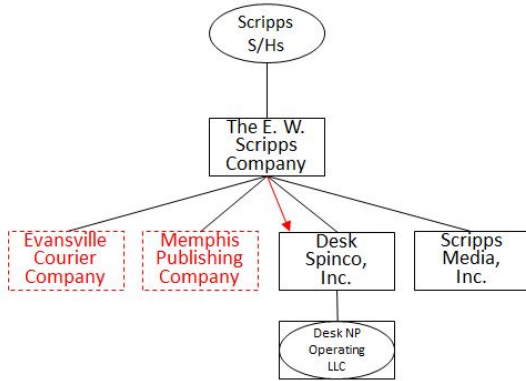 Scripps
S/Hs
The E. W.
Scripps
Company
Evansville
Courier
Company
Memphis
Publishing
Company
Desk
Spinco,
Inc.
Scripps
Media,
Inc.
Desk NP
Operating
LLC